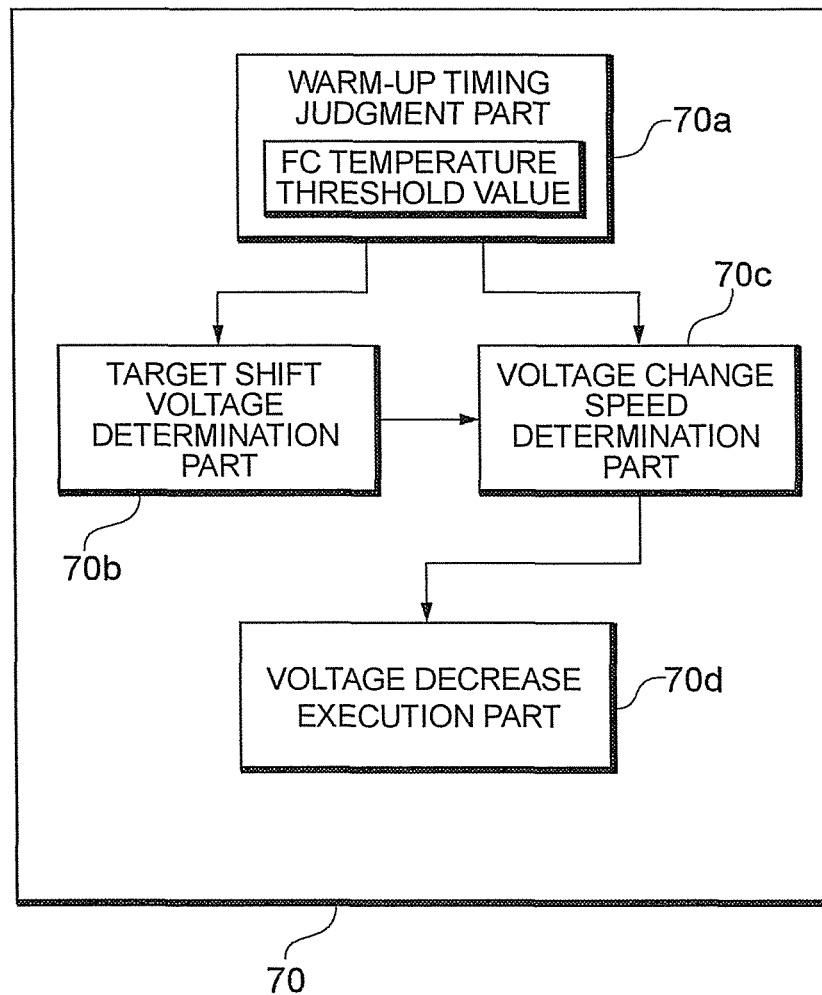 WARM-UP TIMING
JUDGMENT PART
FC TEMPERATURE
THRESHOLD VALUE
70a
70c
TARGET SHIFT
VOLTAGE
DETERMINATION
PART
VOLTAGE CHANGE
SPEED
DETERMINATION
PART
70b
VOLTAGE DECREASE
EXECUTION PART
70d
70